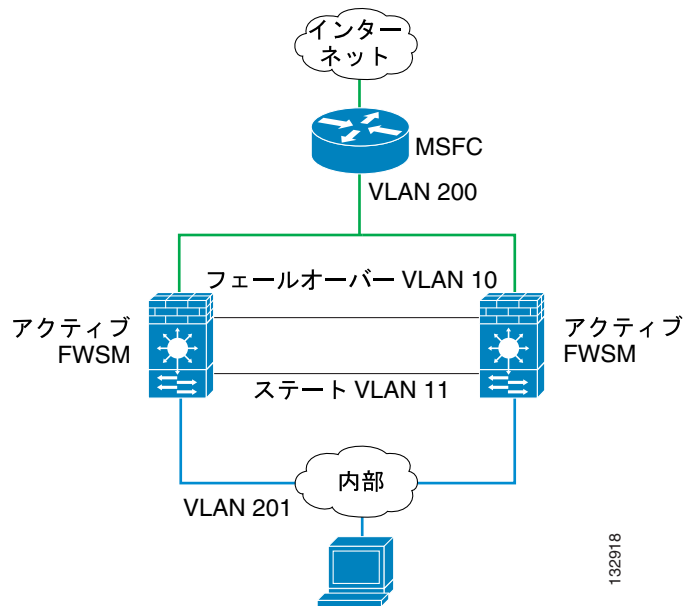 インター
ネット
MSFC
VLAN 200
フェールオーバー VLAN 10
アクティブ
FWSM
アクティブ
FWSM
ステート VLAN 11
内部
VLAN 201
132918